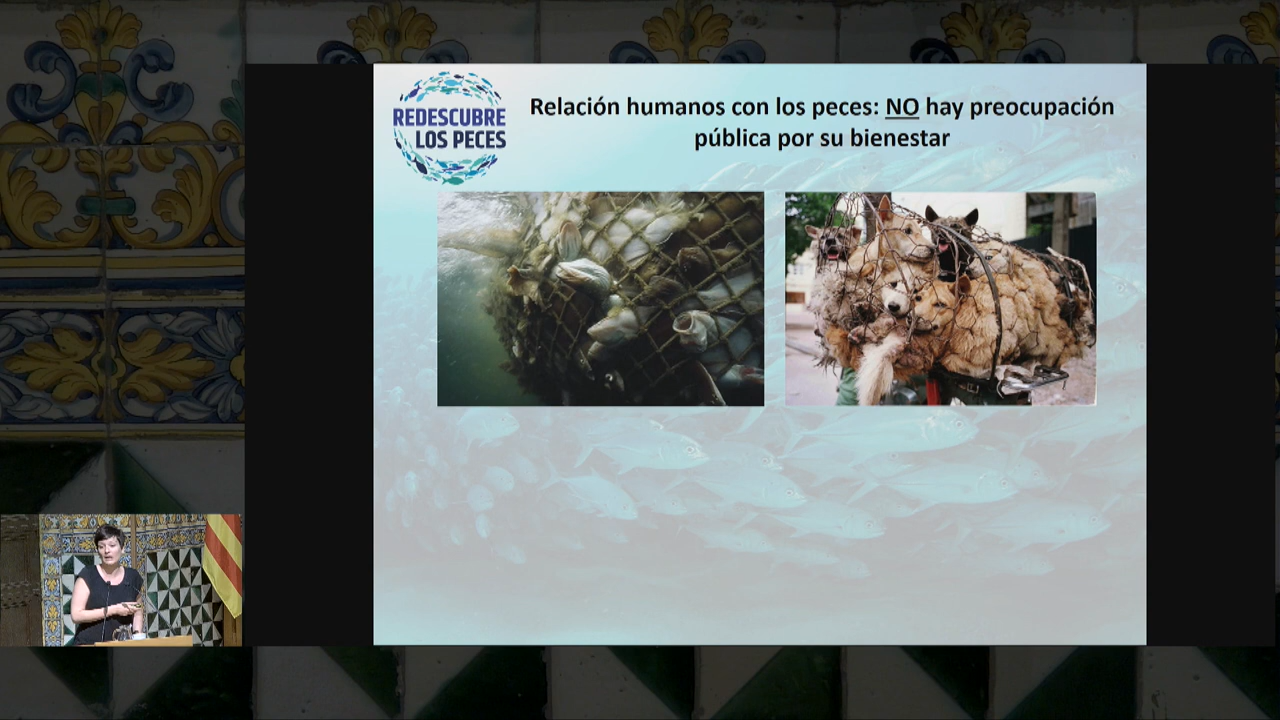 REDESCUBRE
LOS PECES
Relación humanos con los peces: NO hay preocupación
pública por su bienestar